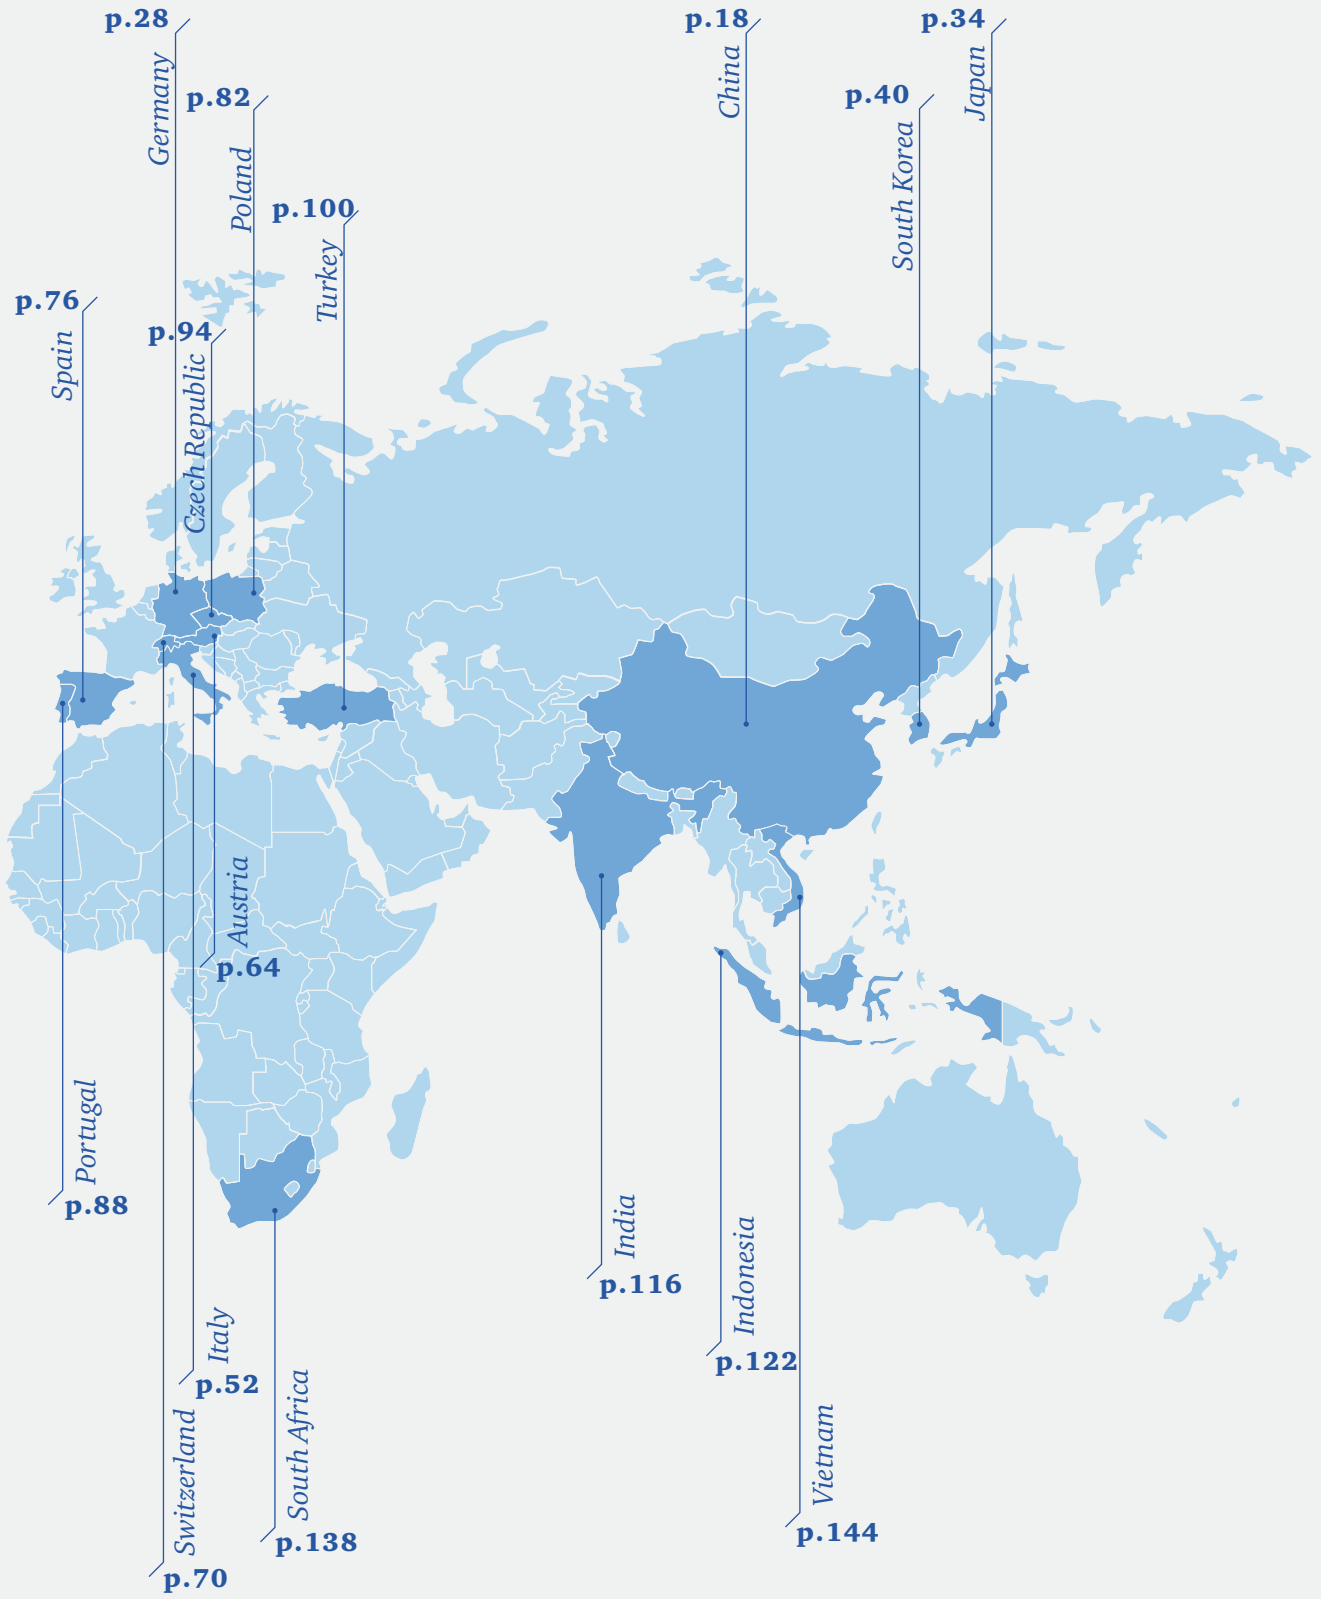 p.28
Germany
p.82
Poland
p.100
Turkey
p.76
Spain
p.94
Czech Republic
p.18
China
p.40
South Korea
p.34
Japan
Portugal
p.88
Austria
p.64
Switzerland
p.70
Italy
p.52
South Africa
p.138
India
p.116
Indonesia
p.122
Vietnam
p.144